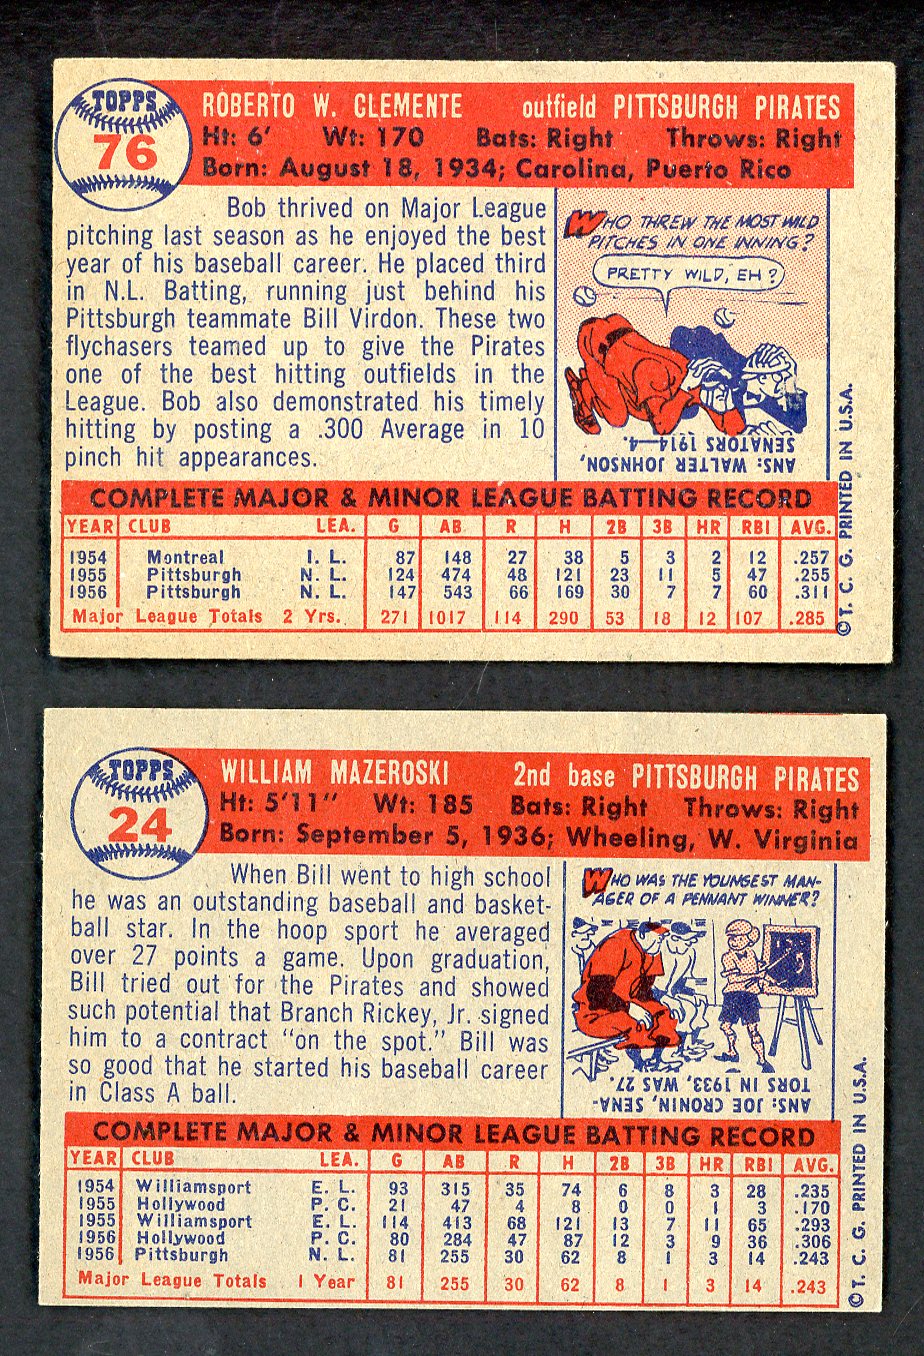 TOPPS
76
ROBERTO W. CLEMENTE outfield PITTSBURGH PIRATES
Ht: 6' Wt: 170 Bats: Right Throws: Right
Born: August 18, 1934; Carolina, Puerto Rico
Bob thrived on Major League
pitching last season as he enjoyed the best
year of his baseball career. He placed third
in N.L. Batting, running just behind his
Pittsburgh teammate Bill Virdon. These two
flychasers teamed up to give the Pirates
one of the best hitting outfields in the
League. Bob also demonstrated his timely
hitting by posting a .300 Average in 10
pinch hit appearances.
WHO THREW THE MOST WILD
PITCHES IN ONE INNING?
PRETTY WILD, EH?
ANS: WALTER JOHNSON,
SENATORS 1914—4.
COMPLETE MAJOR & MINOR LEAGUE BATTING RECORD
YEAR CLUB LEA. G AB R H 2B 3B HR RBI AVG.
1954 Montreal I. L. 87 148 27 38 5 3 2 12 .257
1955 Pittsburgh N. L. 124 474 48 121 23 11 5 47 .255
1956 Pittsburgh N. L. 147 543 66 169 30 7 7 60 .311
Major League Totals 2 Yrs. 271 1017 114 290 53 18 12 107 .285
© T. C. G. PRINTED IN U.S.A.
TOPPS
24
WILLIAM MAZEROSKI 2nd base PITTSBURGH PIRATES
Ht: 5'11" Wt: 185 Bats: Right Throws: Right
Born: September 5, 1936; Wheeling, W. Virginia
When Bill went to high school
he was an outstanding baseball and basket-
ball star. In the hoop sport he averaged
over 27 points a game. Upon graduation,
Bill tried out for the Pirates and showed
such potential that Branch Rickey, Jr. signed
him to a contract "on the spot." Bill was
so good that he started his baseball career
in Class A ball.
WHO WAS THE YOUNGEST MAN-
AGER OF A PENNANT WINNER?
ANS: JOE CRONIN, SENA-
TORS IN 1933, WAS 27.
COMPLETE MAJOR & MINOR LEAGUE BATTING RECORD
YEAR CLUB LEA. G AB R H 2B 3B HR RBI AVG.
1954 Williamsport E. L. 93 315 35 74 6 8 3 28 .235
1955 Hollywood P. C. 21 47 4 8 0 0 1 3 .170
1955 Williamsport E. L. 114 413 68 121 13 7 11 65 .293
1956 Hollywood P. C. 80 284 47 87 12 3 9 36 .306
1956 Pittsburgh N. L. 81 255 30 62 8 1 3 14 .243
Major League Totals 1 Year 81 255 30 62 8 1 3 14 .243
© T. C. G. PRINTED IN U.S.A.